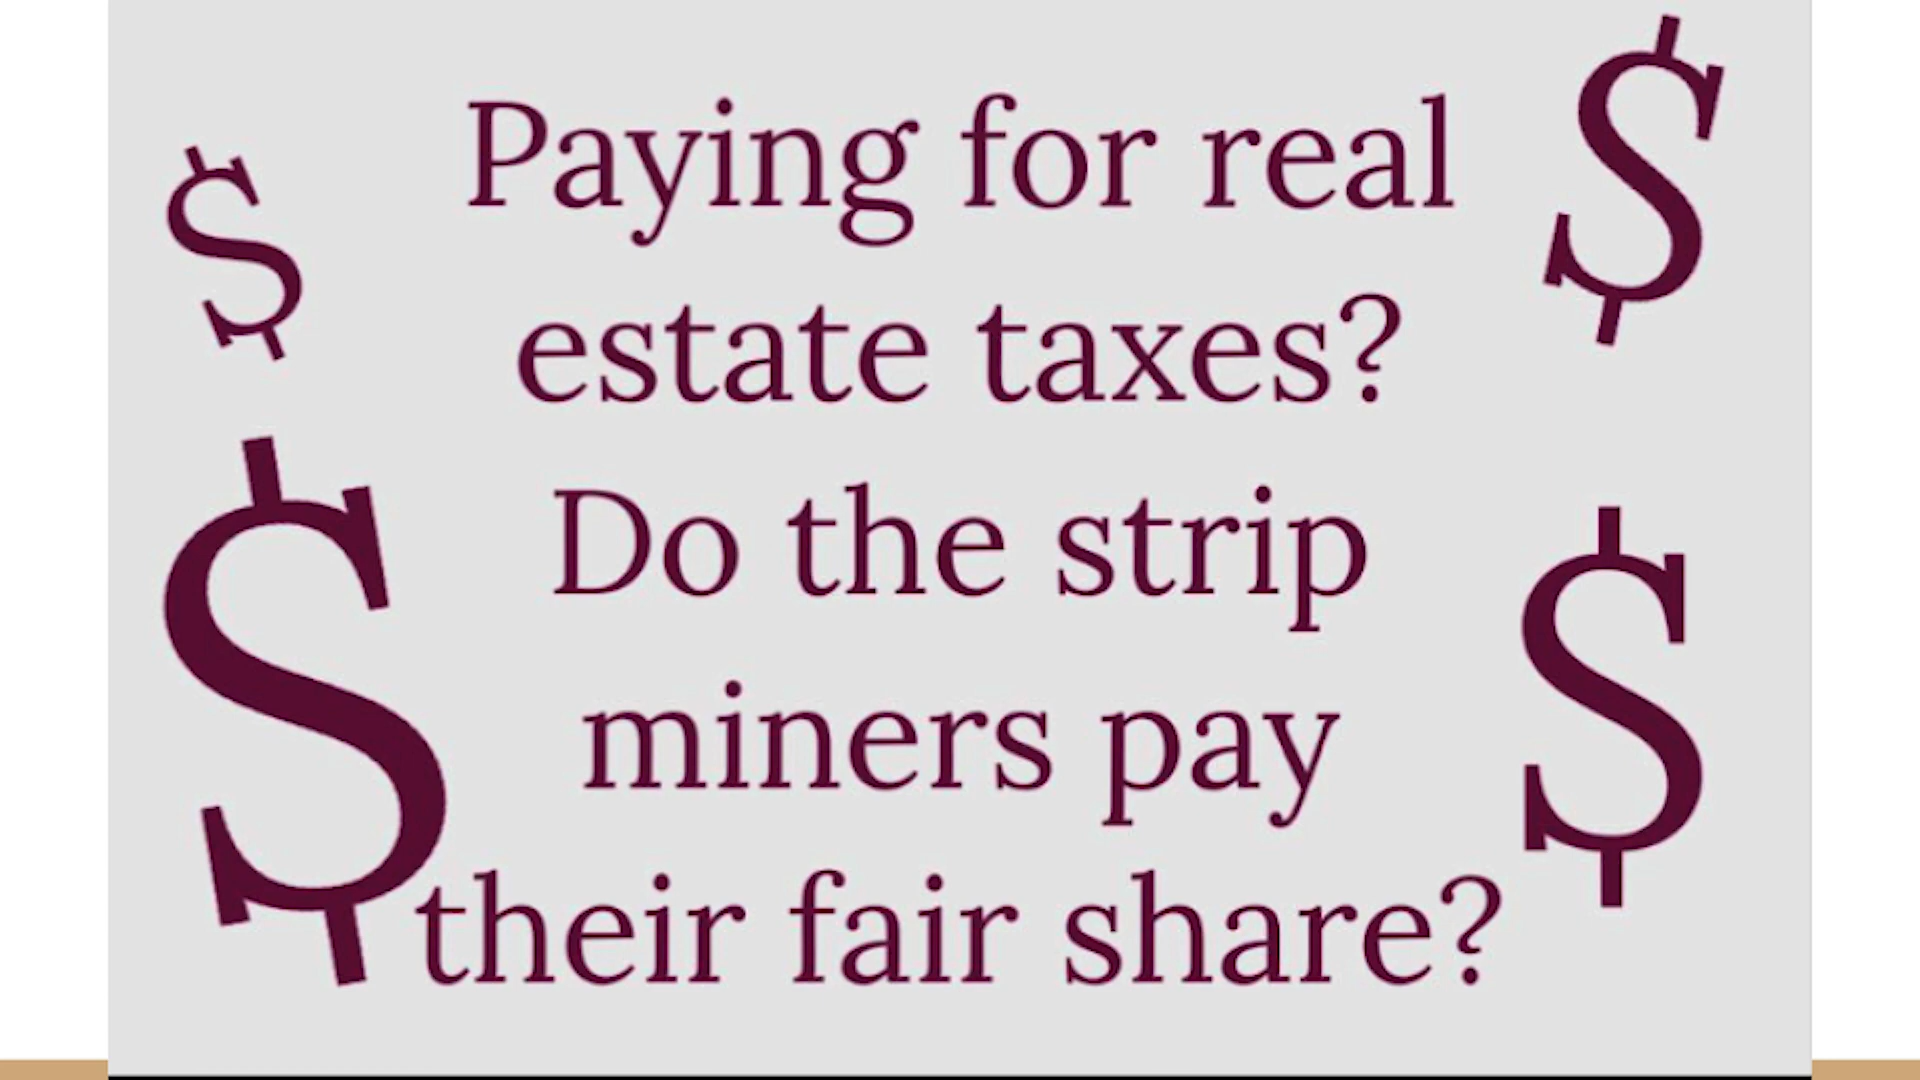 $
$
Paying for real
estate taxes?
Do the strip
miners pay
their fair share?
$
$